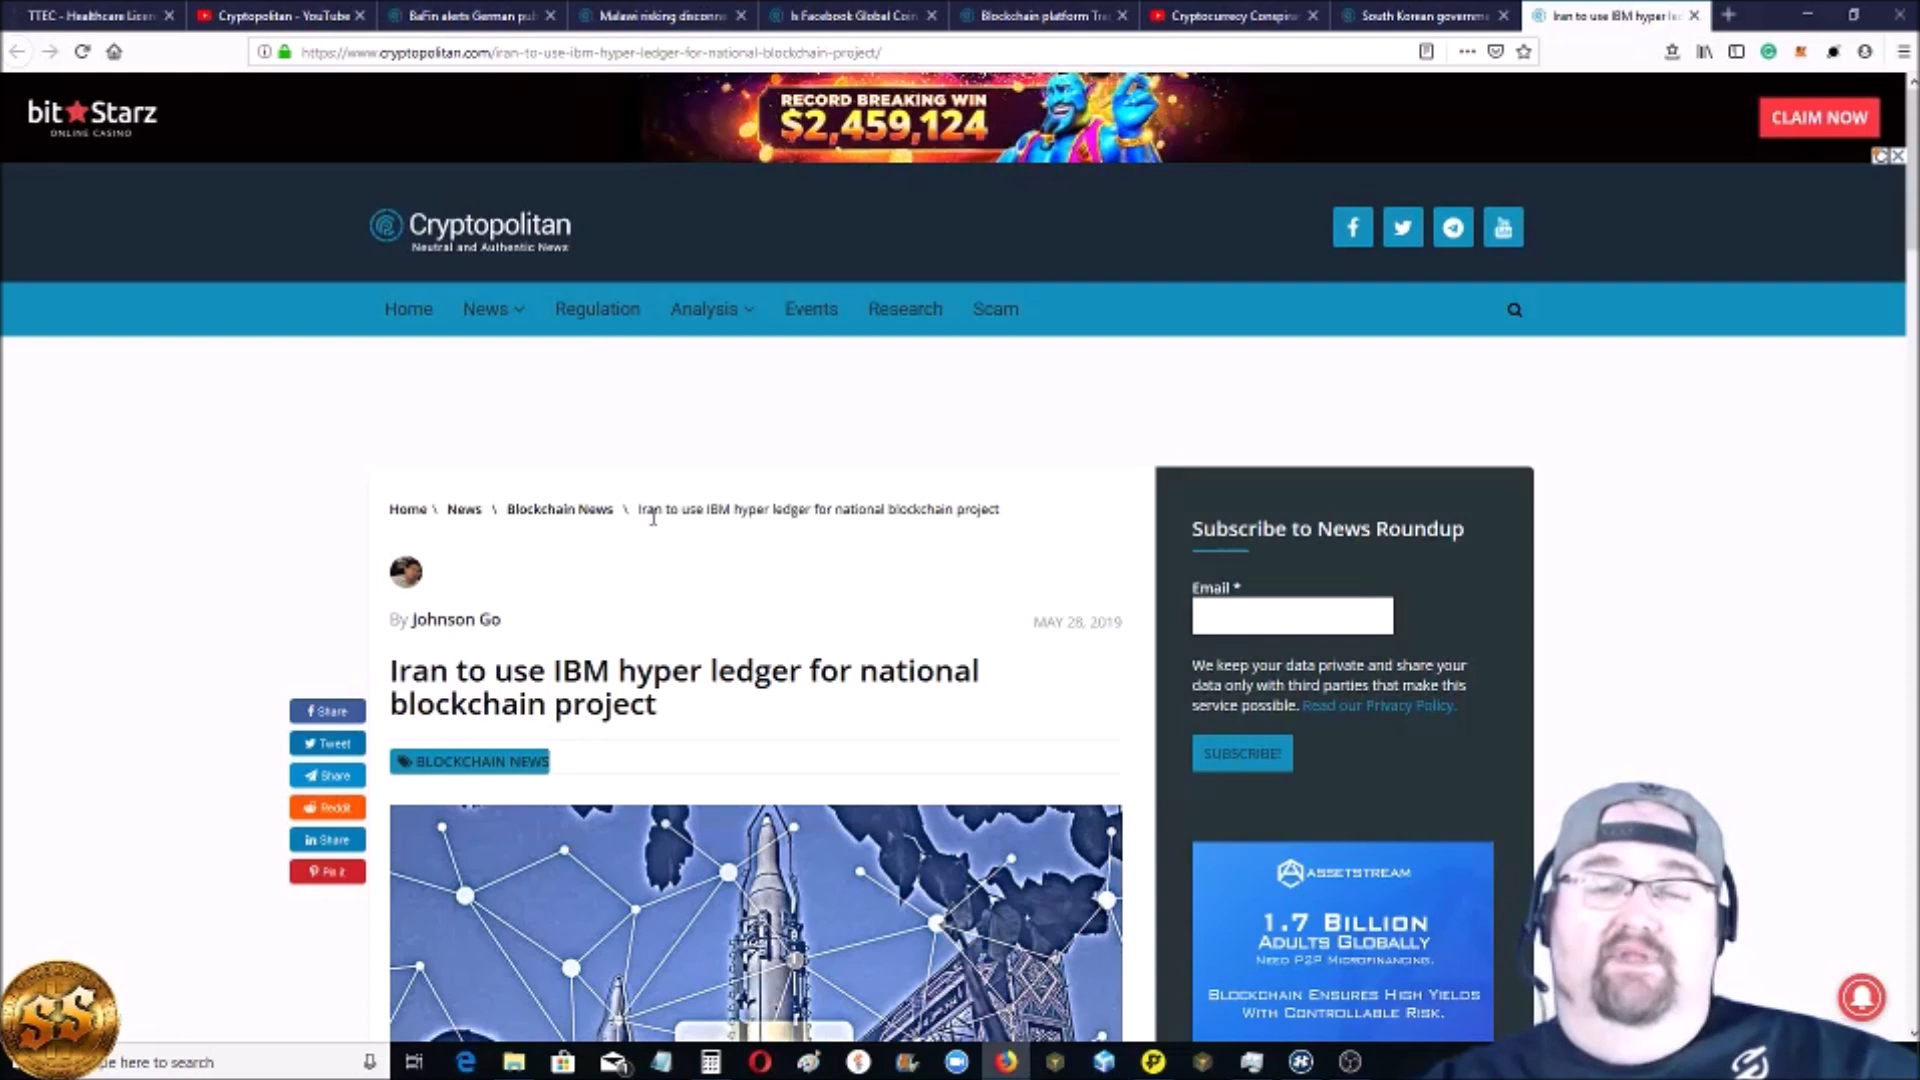 TTEC - Healthcare Licen
Cryptopolitan - YouTube
BaFin alerts German pu
Malawi risking disconne
Is Facebook Global Coin
Blockchain platform Tr
Cryptocurrency Conspir
South Korean governm
Iran to use IBM hyper le
https://www.cryptopolitan.com/iran-to-use-ibm-hyper-ledger-for-national-blockchain-project/
bit Starz
ONLINE CASINO
RECORD BREAKING WIN
$2,459,124
CLAIM NOW
Cryptopolitan
Neutral and Authentic News
Home News Regulation Analysis Events Research Scam
Home \ News \ Blockchain News \ Iran to use IBM hyper ledger for national blockchain project
By Johnson Go
MAY 28, 2019
Iran to use IBM hyper ledger for national
blockchain project
BLOCKCHAIN NEWS
Share
Tweet
Share
Reddit
Share
Pin it
Subscribe to News Roundup
Email *
We keep your data private and share your
data only with third parties that make this
service possible. Read our Privacy Policy.
SUBSCRIBE!
ASSETSTREAM
1.7 BILLION
ADULTS GLOBALLY
NEED P2P MICROFINANCING.
BLOCKCHAIN ENSURES HIGH YIELDS
WITH CONTROLLABLE RISK.
SS
here to search